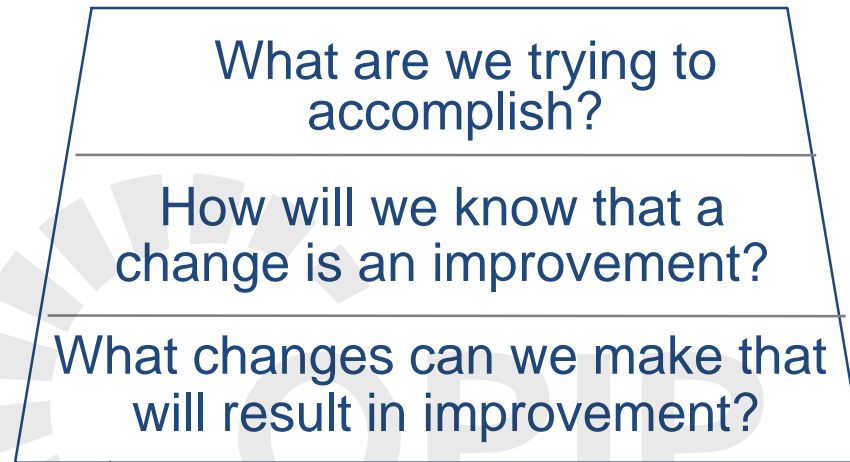 What are we trying to
accomplish?
How will we know that a
change is an improvement?
What changes can we make that
will result in improvement?
OPIP